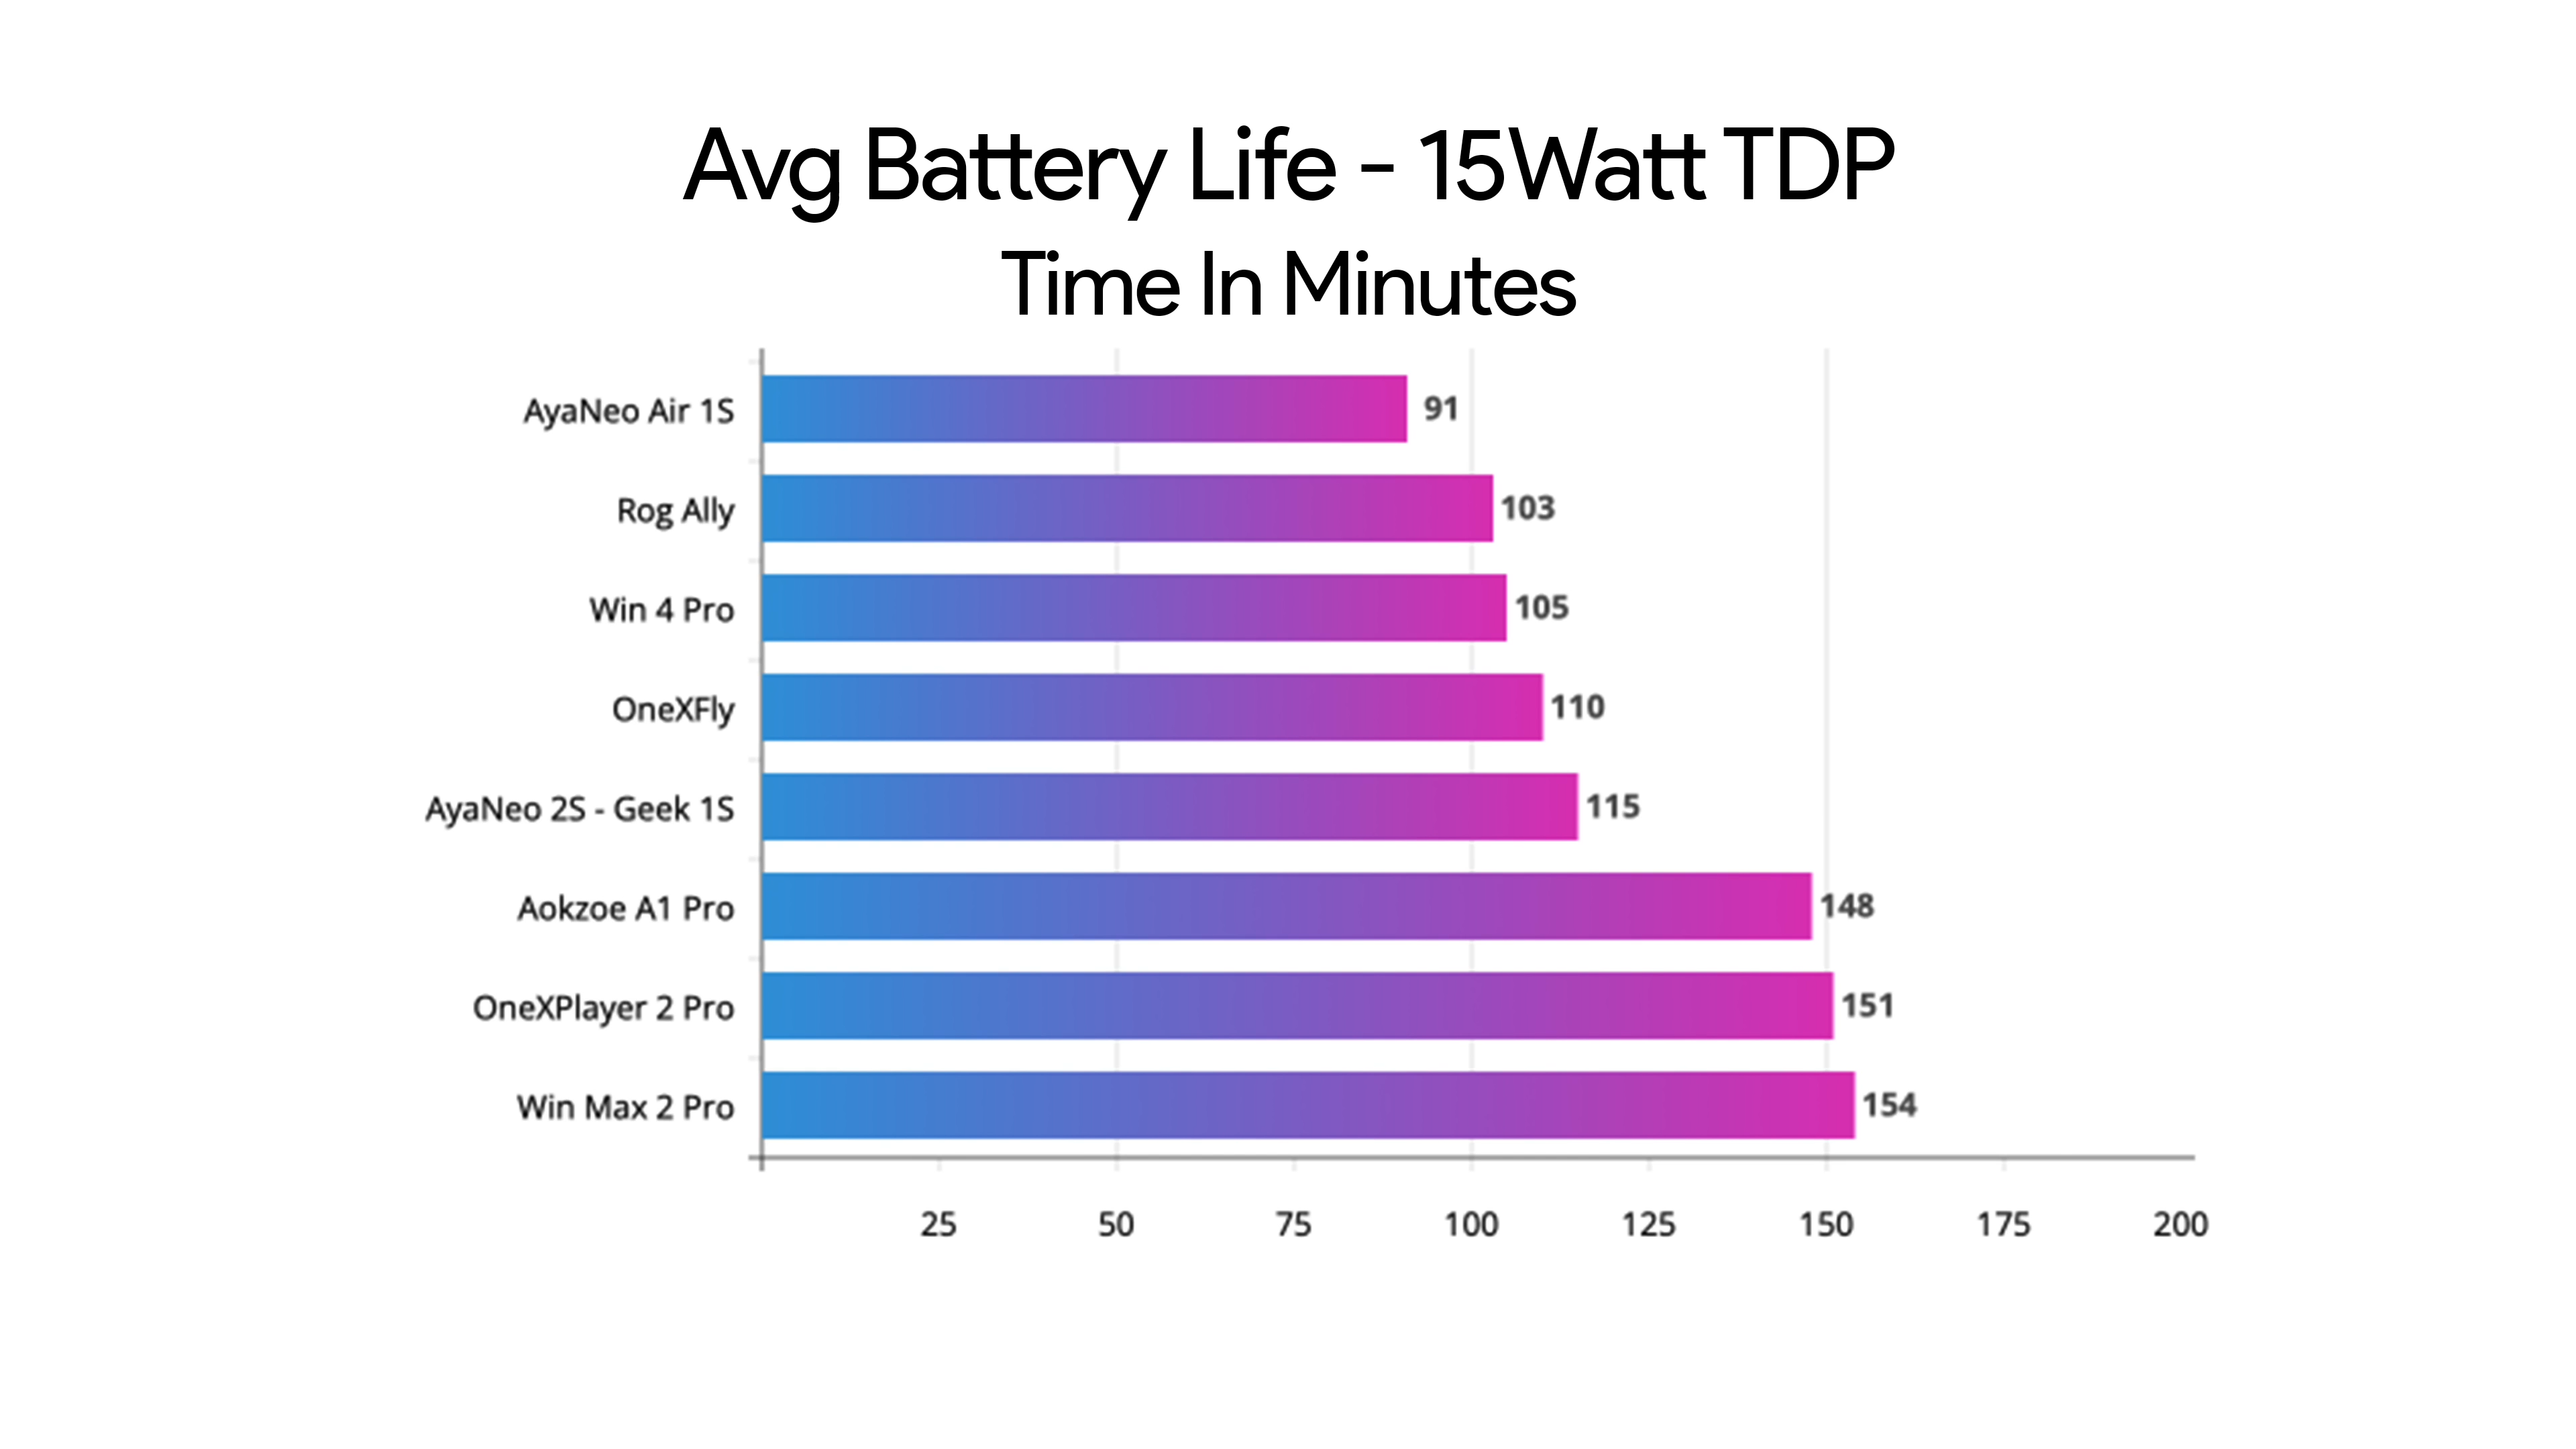 Avg Battery Life - 15Watt TDP
Time In Minutes
AyaNeo Air 1S 91
Rog Ally 103
Win 4 Pro 105
OneXFly 110
AyaNeo 2S - Geek 1S 115
Aokzoe A1 Pro 148
OneXPlayer 2 Pro 151
Win Max 2 Pro 154
25 50 75 100 125 150 175 200